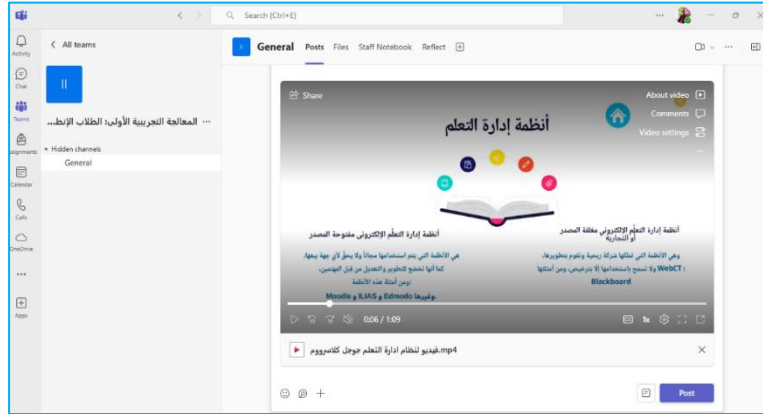 Search (Ctrl+E)
Activity
Chat
Teams
Assignments
Calendar
Calls
OneDrive
Apps
All teams
المعالجة التجريبية الأولى: الطلاب الإنط...
Hidden channels
General
General Posts Files Staff Notebook Reflect
Share
About video
Comments
Video settings
أنظمة إدارة التعلم
أنظمة إدارة التعلُم الإلكتروني مغلقة المصدر
أو التجارية
وهي الأنظمة التي تملكها شركة ربحية وتقوم بتطويرها،
ولا تسمح باستخدامها إلا بترخيص، ومن أمثلتها WebCT :
Blackboard
أنظمة إدارة التعلُم الإلكتروني مفتوحة المصدر
هي الأنظمة التي يتم استخدامها مجاناً ولا يحق لأي جهة بيعها،
كما أنها تخضع للتطوير والتعديل من قبل المهتمين،
ومن أمثلة هذه الأنظمة:
Moodle و ILIAS و Edmodo وغيرها.
0:06 / 1:09
1x
فيديو لنظام ادارة التعلم جوجل كلاسرووم.mp4
Post